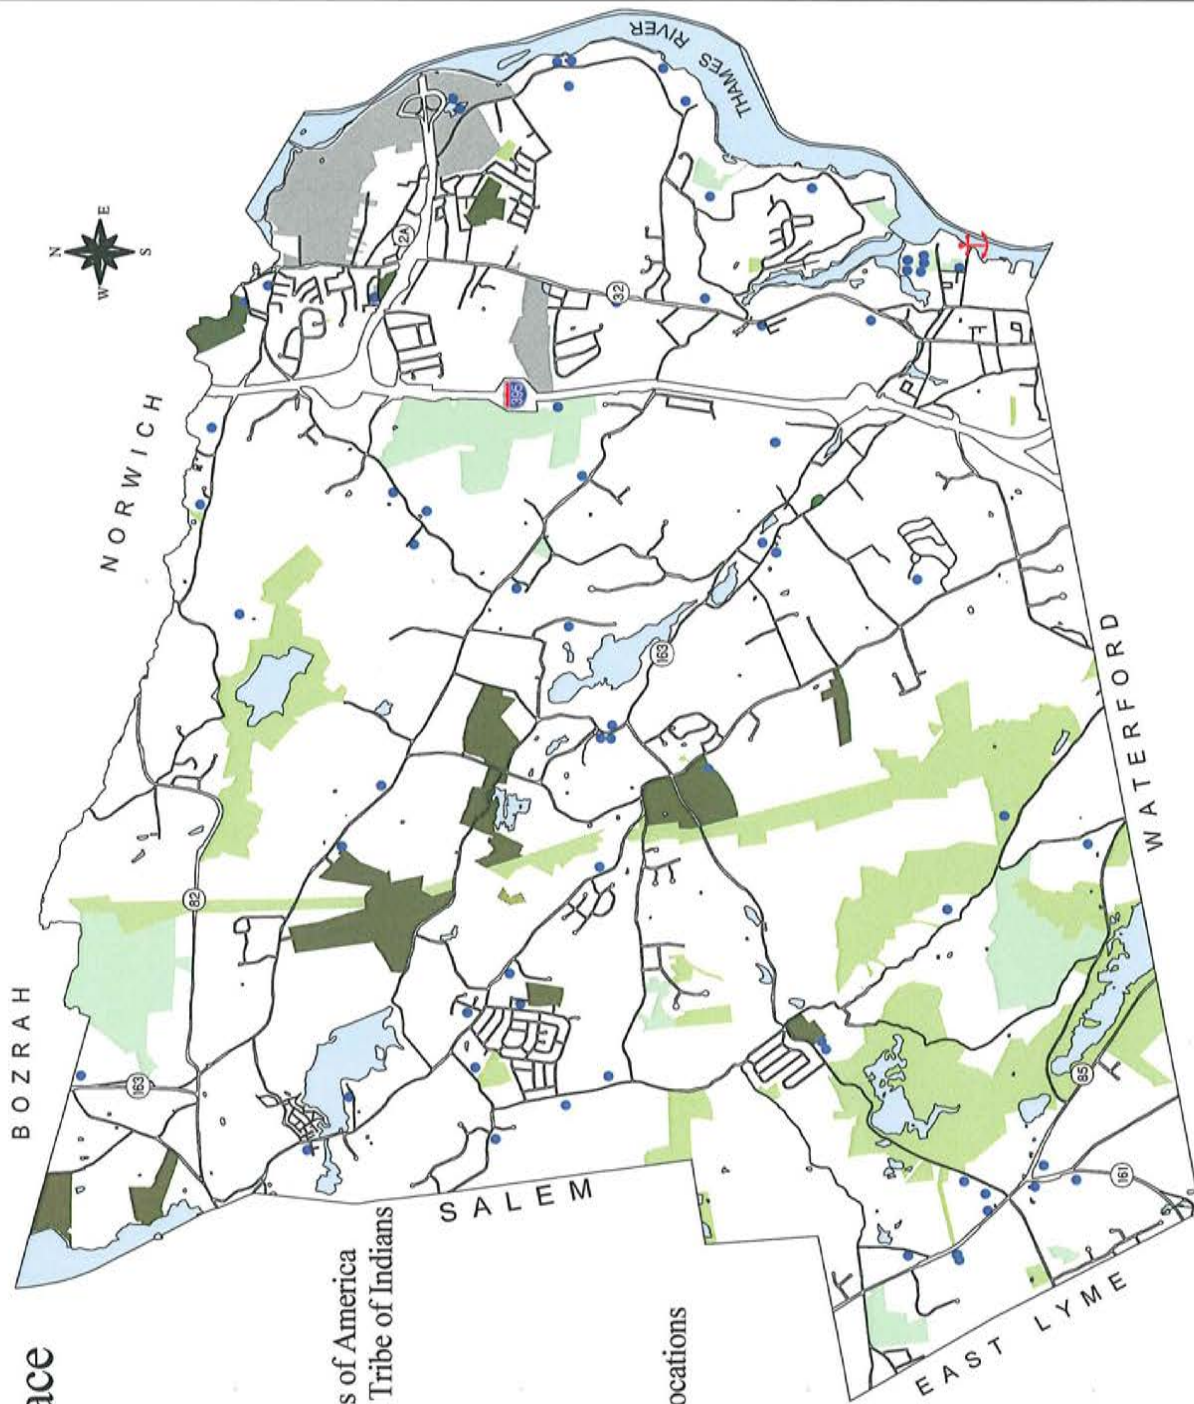 THAMES RIVER
N
E
S
W
2A
32
395
NORWICH
163
82
BOZRAH
163
WATERFORD
85
SALEM
161
EAST LYME
ace
s of America
Tribe of Indians
ocations